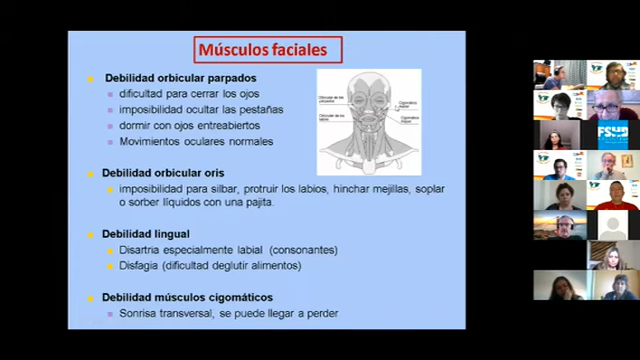 Músculos faciales
Debilidad orbicular parpados
dificultad para cerrar los ojos
imposibilidad ocultar las pestañas
dormir con ojos entreabiertos
Movimientos oculares normales
Debilidad orbicular oris
imposibilidad para silbar, protruir los labios, hinchar mejillas, soplar
o sorber líquidos con una pajita.
Debilidad lingual
Disartria especialmente labial (consonantes)
Disfagia (dificultad deglutir alimentos)
Debilidad músculos cigomáticos
Sonrisa transversal, se puede llegar a perder
FSHD